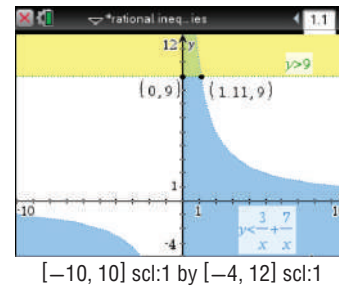 *rational ineq...ies
1.1
12 y
y>9
(0,9) (1.11,9)
1
-10 1 1
y<3/x+7/x
-4
[–10, 10] scl:1 by [–4, 12] scl:1